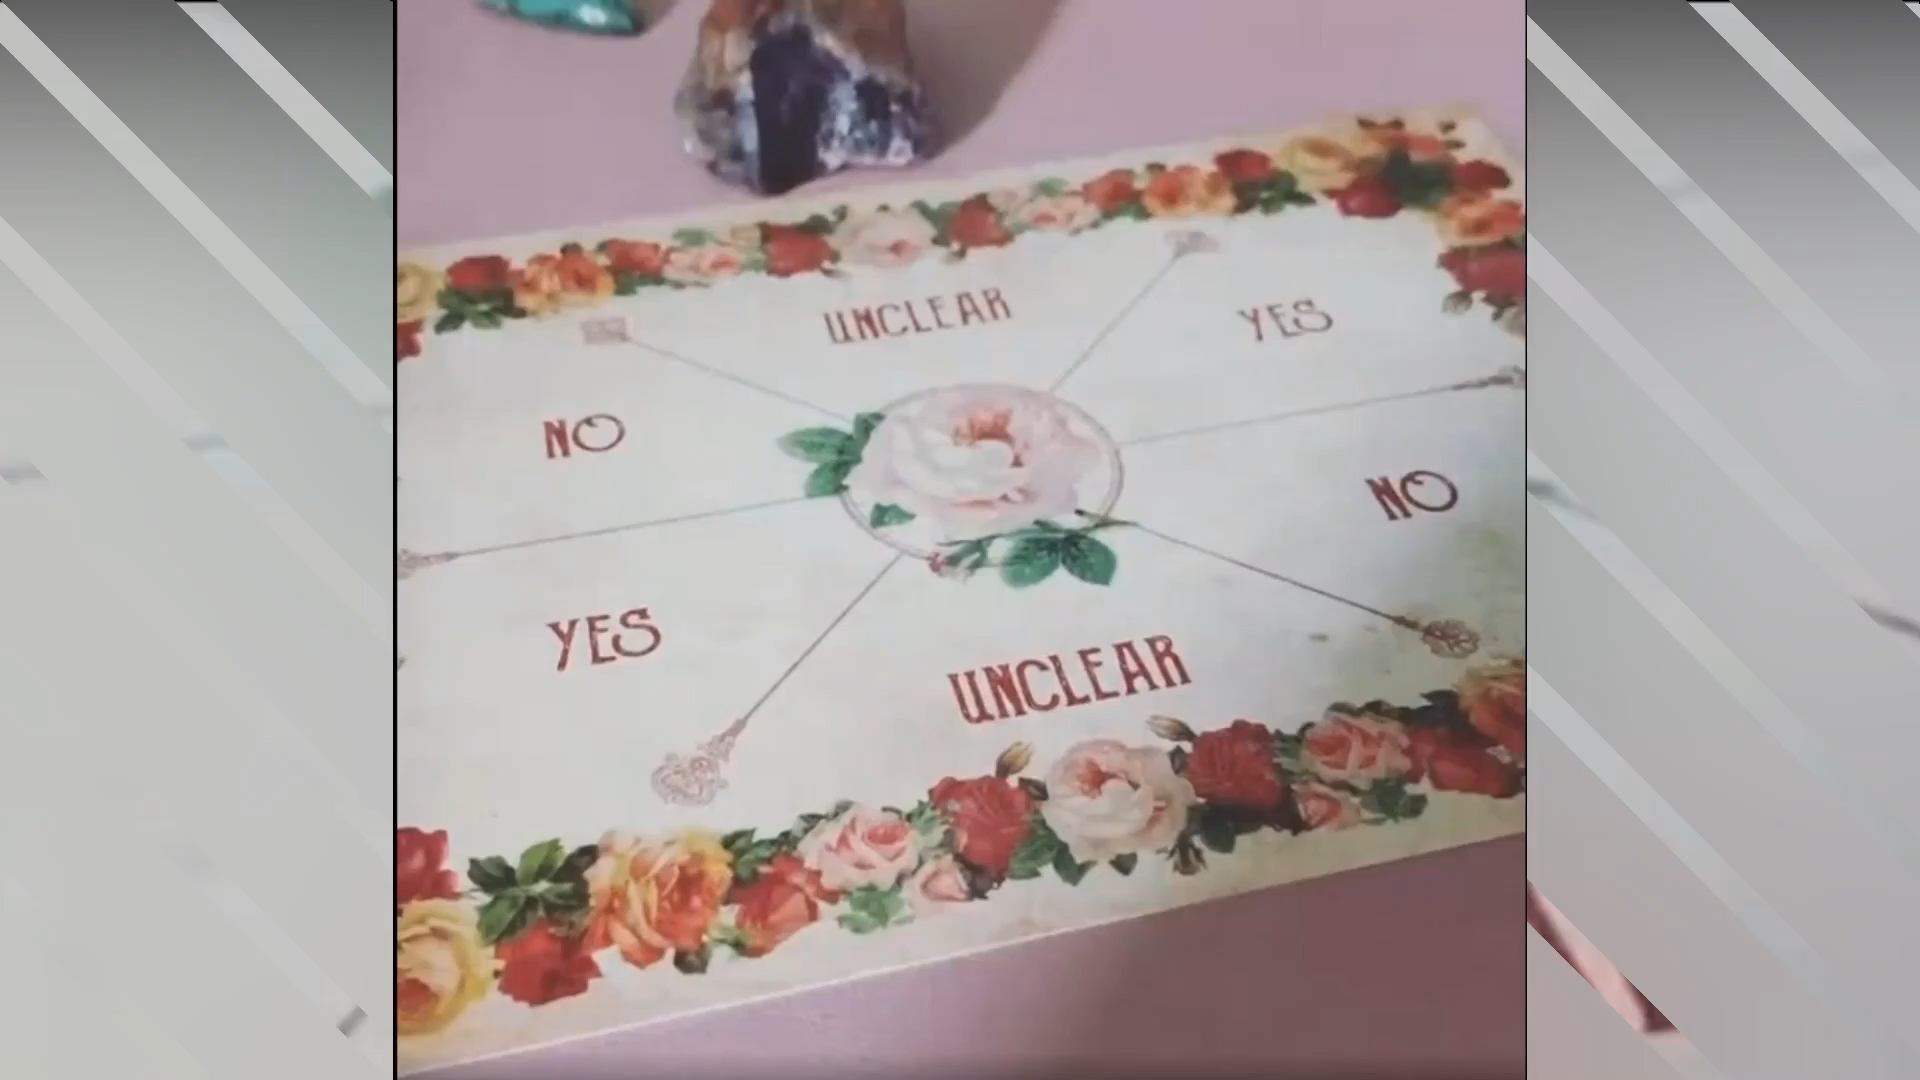 UNCLEAR
YES
NO
NO
YES
UNCLEAR